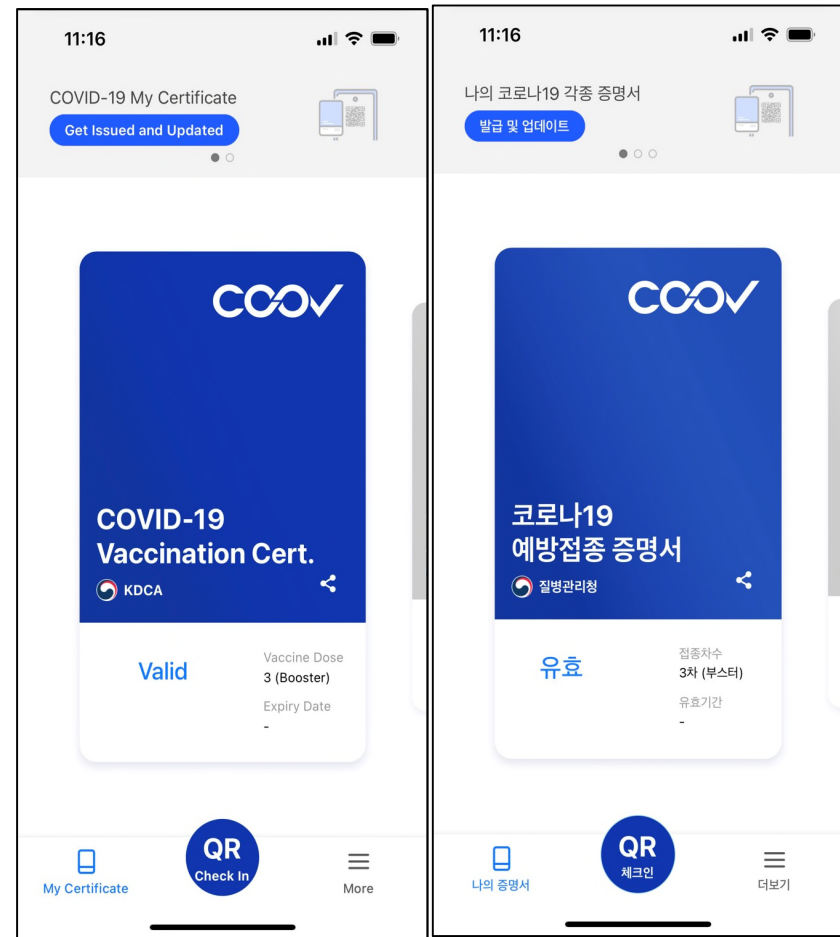 11:16
COVID-19 My Certificate
Get Issued and Updated
COOV
COVID-19
Vaccination Cert.
KDCA
Valid
Vaccine Dose
3 (Booster)
Expiry Date
-
My Certificate
QR
Check In
More
11:16
나의 코로나19 각종 증명서
발급 및 업데이트
COOV
코로나19
예방접종 증명서
질병관리청
유효
접종차수
3차 (부스터)
유효기간
-
나의 증명서
QR
체크인
더보기